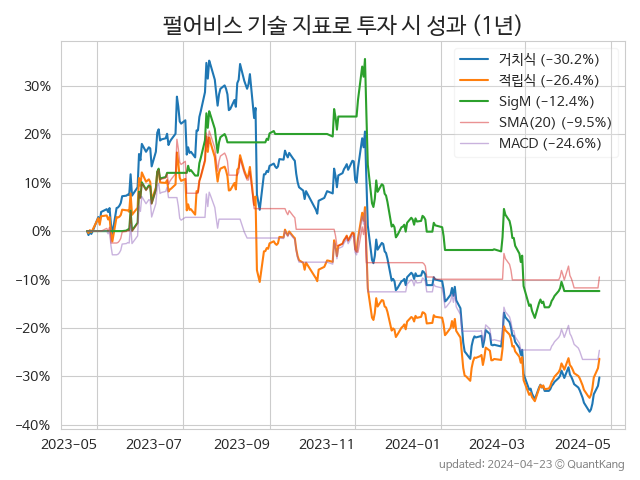 펄어비스 기술 지표로 투자 시 성과 (1년)
거치식 (−30.2%)
적립식 (−26.4%)
SigM (−12.4%)
SMA(20) (−9.5%)
MACD (−24.6%)
30%
20%
10%
0%
−10%
−20%
−30%
−40%
2023−05 2023−07 2023−09 2023−11 2024−01 2024−03 2024−05
updated: 2024−04−23 ⓒ QuantKang